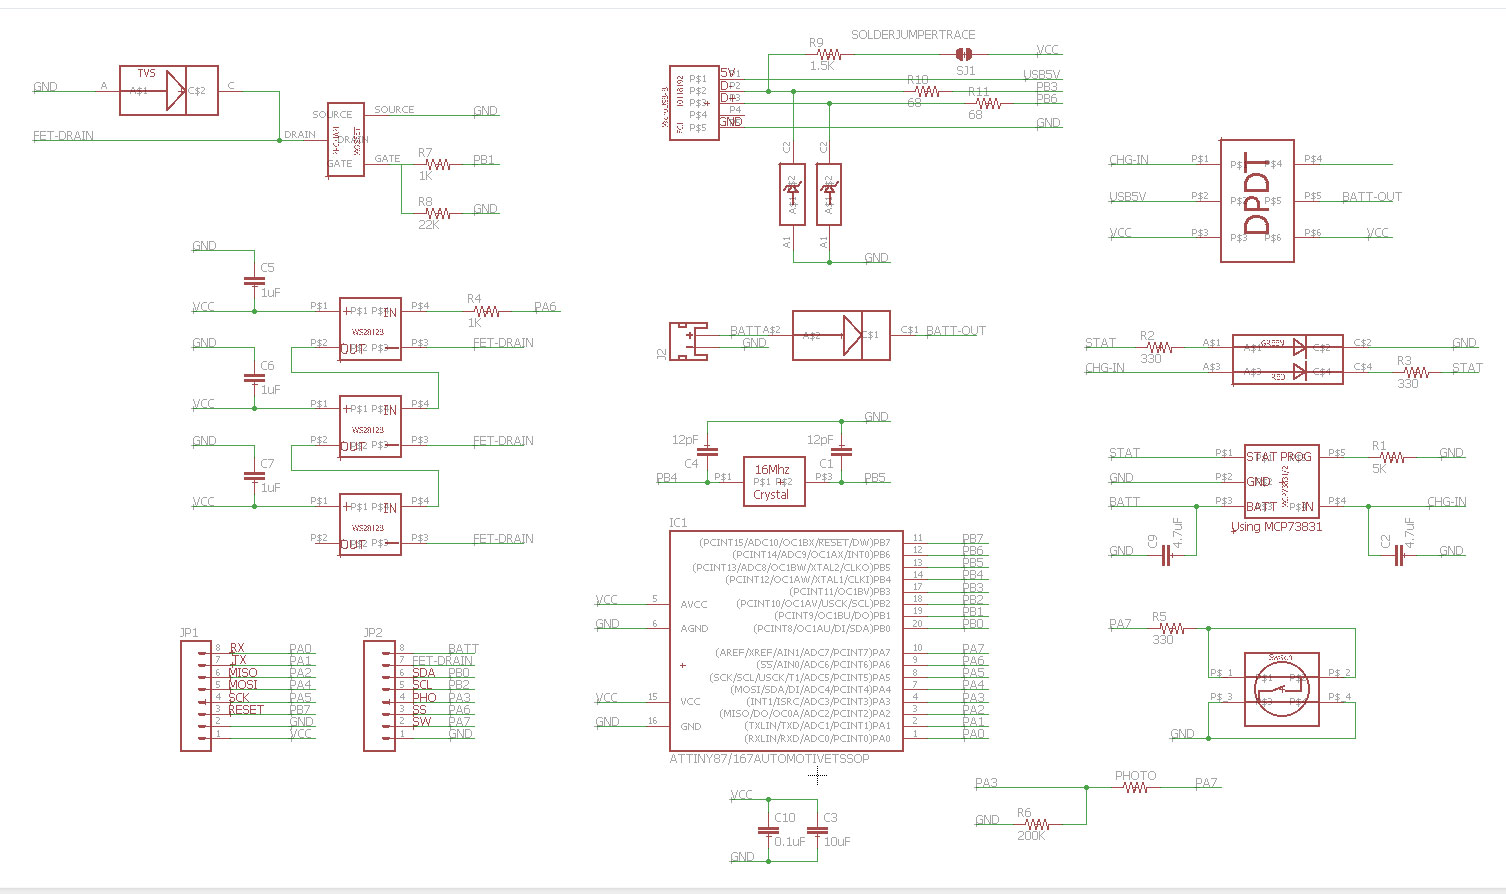 TVS
GND A A$1 C$2 C
FET-DRAIN DRAIN
SOURCE SOURCE GND
GATE GATE
R7
1K
PB1
R8
22K
GND
SOLDERJUMPERTRACE
R9
1.5K
SJ1
VCC
P$1 5V P1 USB5V
P$2 D- P2 R10 68 PB3
P$3 D+ P3 R11 68 PB6
P$4 P4
P$5 GND GND
FCI 10118192
C2 C2
A$1 A$1
A1 A1
GND
DPDT
CHG-IN P$1 P$4 P$4
USB5V P$2 P$5 P$5 BATT-OUT
VCC P$3 P$3 P$6 P$6 VCC
GND
C5
1uF
VCC P$1 P$1 IN P$4
R4
1K
PA6
WS2812B
P$2 OUT P$3 FET-DRAIN
GND
C6
1uF
VCC P$1 P$1 IN P$4
WS2812B
P$2 OUT P$3 FET-DRAIN
GND
C7
1uF
VCC P$1 P$1 IN P$4
WS2812B
P$2 OUT P$3 FET-DRAIN
J2
BATT A$2 A$2 C$1 C$1 BATT-OUT
GND
STAT
R2
330
A$1 GREEN C$2 C$2 GND
CHG-IN A$3 A$3 RED C$4 C$4
R3
330
STAT
GND
12pF
C4
12pF
C1
PB4 P$1 P$1 P$2 P$3 PB5
16Mhz
Crystal
STAT P$1 STAT PROG P$5
R1
5K
GND
GND P$2 GND
BATT P$3 BATT IN P$4 CHG-IN
Using MCP73831
GND C9 4.7uF
C2 4.7uF GND
IC1
(PCINT15/ADC10/OC1BX/RESET/DW)PB7 11 PB7
(PCINT14/ADC9/OC1AX/INT0)PB6 12 PB6
(PCINT13/ADC8/OC1BW/XTAL2/CLKO)PB5 13 PB5
(PCINT12/OC1AW/XTAL1/CLKI)PB4 14 PB4
(PCINT11/OC1BV)PB3 17 PB3
(PCINT10/OC1AV/USCK/SCL)PB2 18 PB2
(PCINT9/OC1BU/DO)PB1 19 PB1
(PCINT8/OC1AU/DI/SDA)PB0 20 PB0
(AREF/XREF/AIN1/ADC7/PCINT7)PA7 10 PA7
(SS/AIN0/ADC6/PCINT6)PA6 9 PA6
(SCK/SCL/USCK/T1/ADC5/PCINT5)PA5 8 PA5
(MOSI/SDA/DI/ADC4/PCINT4)PA4 7 PA4
(INT1/ISRC/ADC3/PCINT3)PA3 4 PA3
(MISO/DO/OC0A/ADC2/PCINT2)PA2 3 PA2
(TXLIN/TXD/ADC1/PCINT1)PA1 2 PA1
(RXLIN/RXD/ADC0/PCINT0)PA0 1 PA0
VCC 5 AVCC
GND 6 AGND
VCC 15 VCC
GND 16 GND
ATTINY87/167AUTOMOTIVETSSOP
JP1
8 RX PA0
7 TX PA1
6 MISO PA2
5 MOSI PA4
4 SCK PA5
3 RESET PB7
2 GND
1 VCC
JP2
8 BATT
7 FET-DRAIN
6 SDA PB0
5 SCL PB2
4 PHO PA3
3 SS PA6
2 SW PA7
1 GND
PA7
R5
330
Switch
P$_1 P$_2
P$_3 P$_4
GND
PA3 PHOTO PA7
GND
R6
200K
VCC
C10
0.1uF
C3
10uF
GND